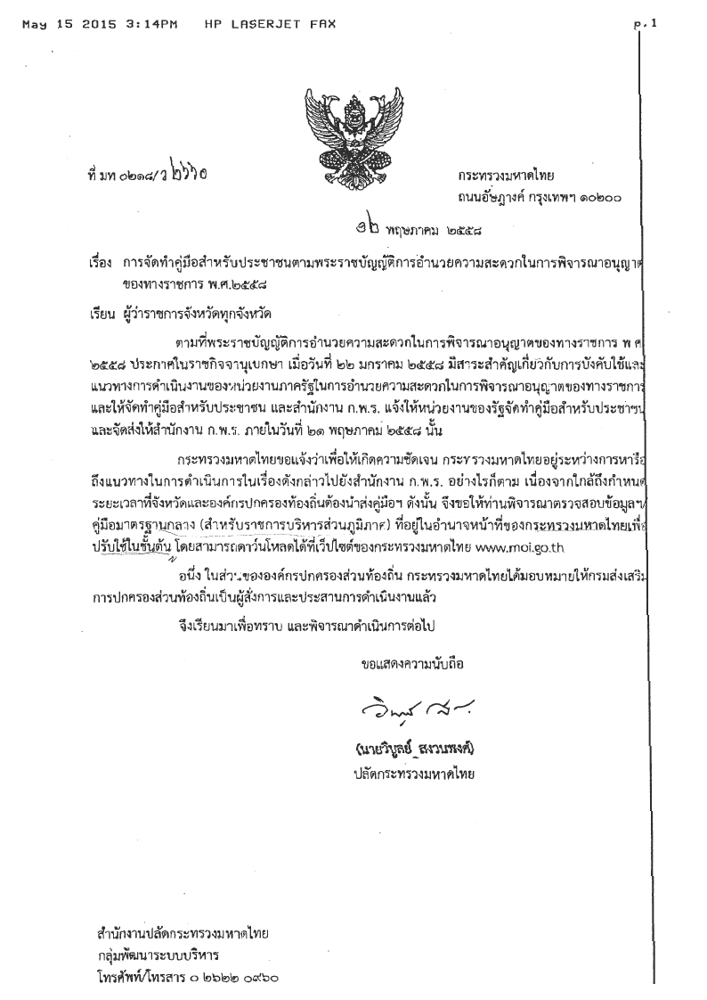 May 15 2015 3:14PM HP LASERJET FAX p.1
ที่ มท ๐๒๑๘/ว ๒๖๖๐
กระทรวงมหาดไทย
ถนนอัษฎางค์ กรุงเทพฯ ๑๐๒๐๐
๑๒ พฤษภาคม ๒๕๕๘
เรื่อง การจัดทำคู่มือสำหรับประชาชนตามพระราชบัญญัติการอำนวยความสะดวกในการพิจารณาอนุญาต
ของทางราชการ พ.ศ.๒๕๕๘
เรียน ผู้ว่าราชการจังหวัดทุกจังหวัด
ตามที่พระราชบัญญัติการอำนวยความสะดวกในการพิจารณาอนุญาตของทางราชการ พ ศ
๒๕๕๘ ประกาศในราชกิจจานุเบกษา เมื่อวันที่ ๒๒ มกราคม ๒๕๕๘ มีสาระสำคัญเกี่ยวกับการบังคับใช้และ
แนวทางการดำเนินงานของหน่วยงานภาครัฐในการอำนวยความสะดวกในการพิจารณาอนุญาตของทางราชการ
และให้จัดทำคู่มือสำหรับประชาชน และสำนักงาน ก.พ.ร. แจ้งให้หน่วยงานของรัฐจัดทำคู่มือสำหรับประชาชน
และจัดส่งให้สำนักงาน ก.พ.ร. ภายในวันที่ ๒๑ พฤษภาคม ๒๕๕๘ นั้น
กระทรวงมหาดไทยขอแจ้งว่าเพื่อให้เกิดความชัดเจน กระทรวงมหาดไทยอยู่ระหว่างการหารือ
ถึงแนวทางในการดำเนินการในเรื่องดังกล่าวไปยังสำนักงาน ก.พ.ร. อย่างไรก็ตาม เนื่องจากใกล้ถึงกำหนด
ระยะเวลาที่จังหวัดและองค์กรปกครองท้องถิ่นต้องนำส่งคู่มือฯ ดังนั้น จึงขอให้ท่านพิจารณาตรวจสอบข้อมูลฯ
คู่มือมาตรฐานกลาง (สำหรับราชการบริหารส่วนภูมิภาค) ที่อยู่ในอำนาจหน้าที่ของกระทรวงมหาดไทยเพื่อ
ปรับใช้ในชั้นต้น โดยสามารถดาวน์โหลดได้ที่เว็ปไซต์ของกระทรวงมหาดไทย www.moi.go.th
อนึ่ง ในส่วนขององค์กรปกครองส่วนท้องถิ่น กระทรวงมหาดไทยได้มอบหมายให้กรมส่งเสริม
การปกครองส่วนท้องถิ่นเป็นผู้สั่งการและประสานการดำเนินงานแล้ว
จึงเรียนมาเพื่อทราบ และพิจารณาดำเนินการต่อไป
ขอแสดงความนับถือ
(นายวิบูลย์ สงวนพงศ์)
ปลัดกระทรวงมหาดไทย
สำนักงานปลัดกระทรวงมหาดไทย
กลุ่มพัฒนาระบบบริหาร
โทรศัพท์/โทรสาร ๐ ๒๖๒๒ ๐๙๖๐